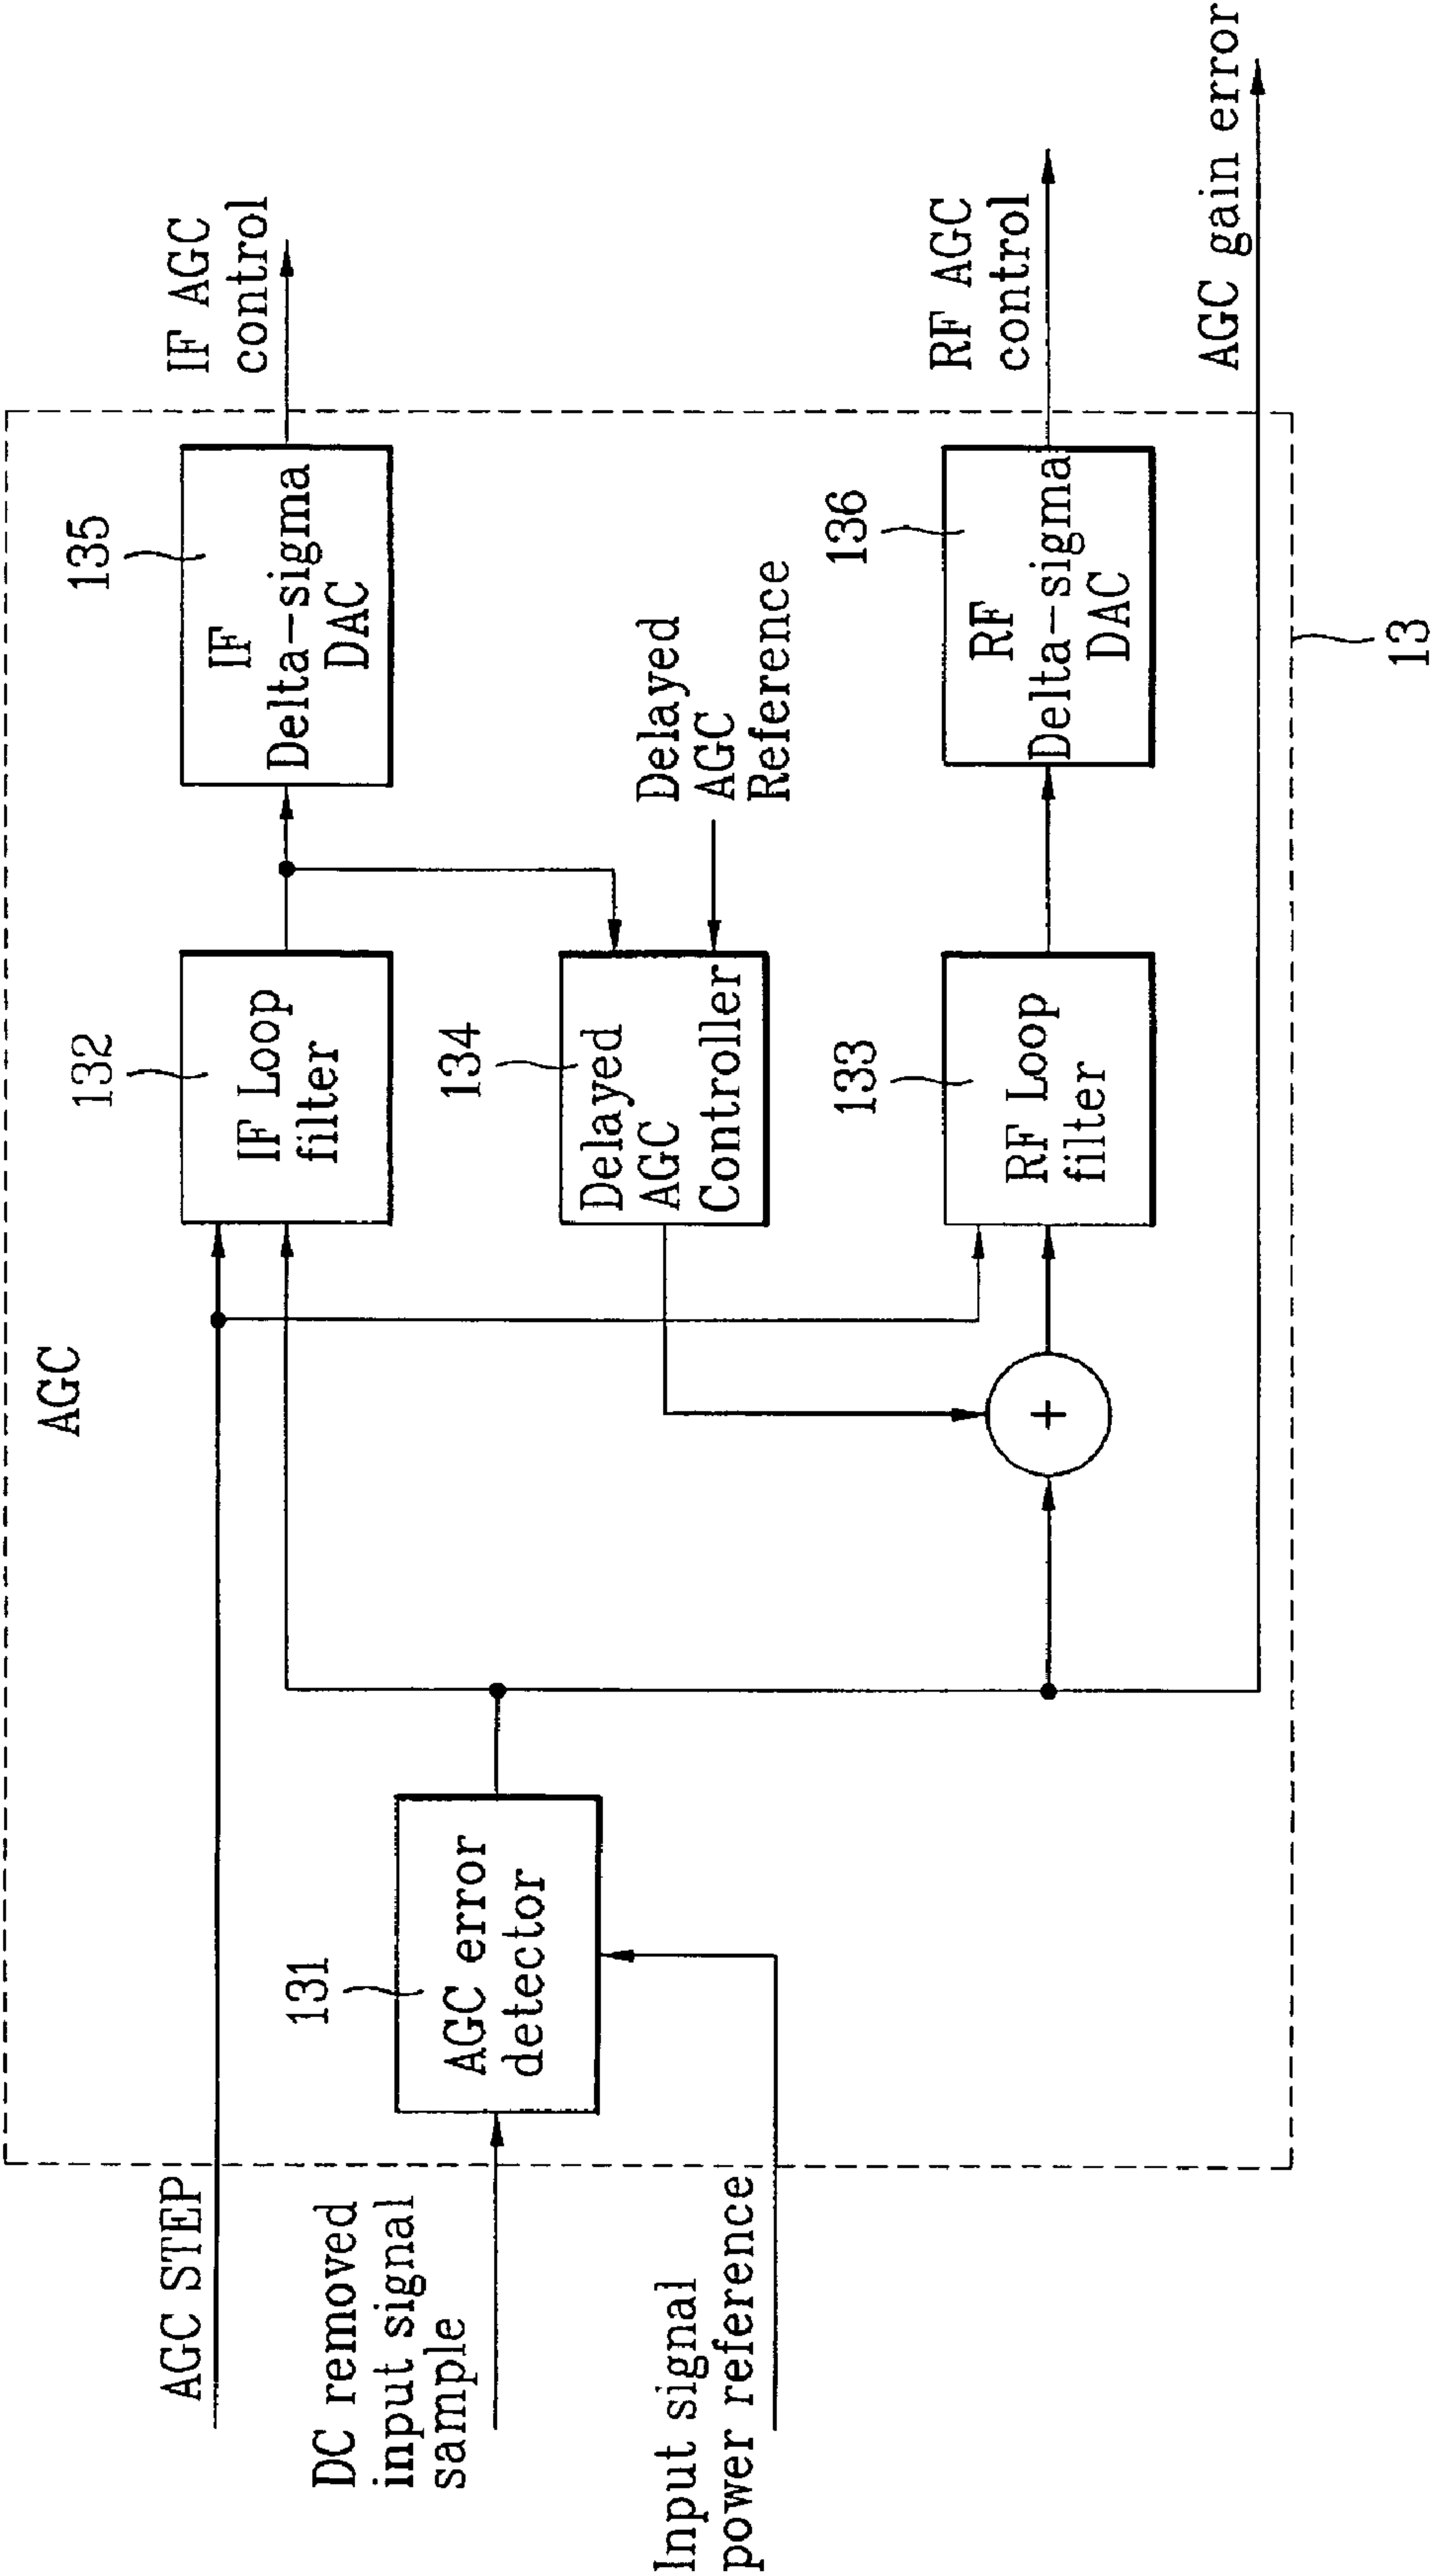 AGC
AGC STEP
DC removed
input signal
sample
Input signal
power reference
131
AGC error
detector
132
IF Loop
filter
134
Delayed
AGC
Controller
133
RF Loop
filter
+
135
IF
Delta-sigma
DAC
Delayed
AGC
Reference
136
RF
Delta-sigma
DAC
IF AGC
control
RF AGC
control
AGC gain error
13